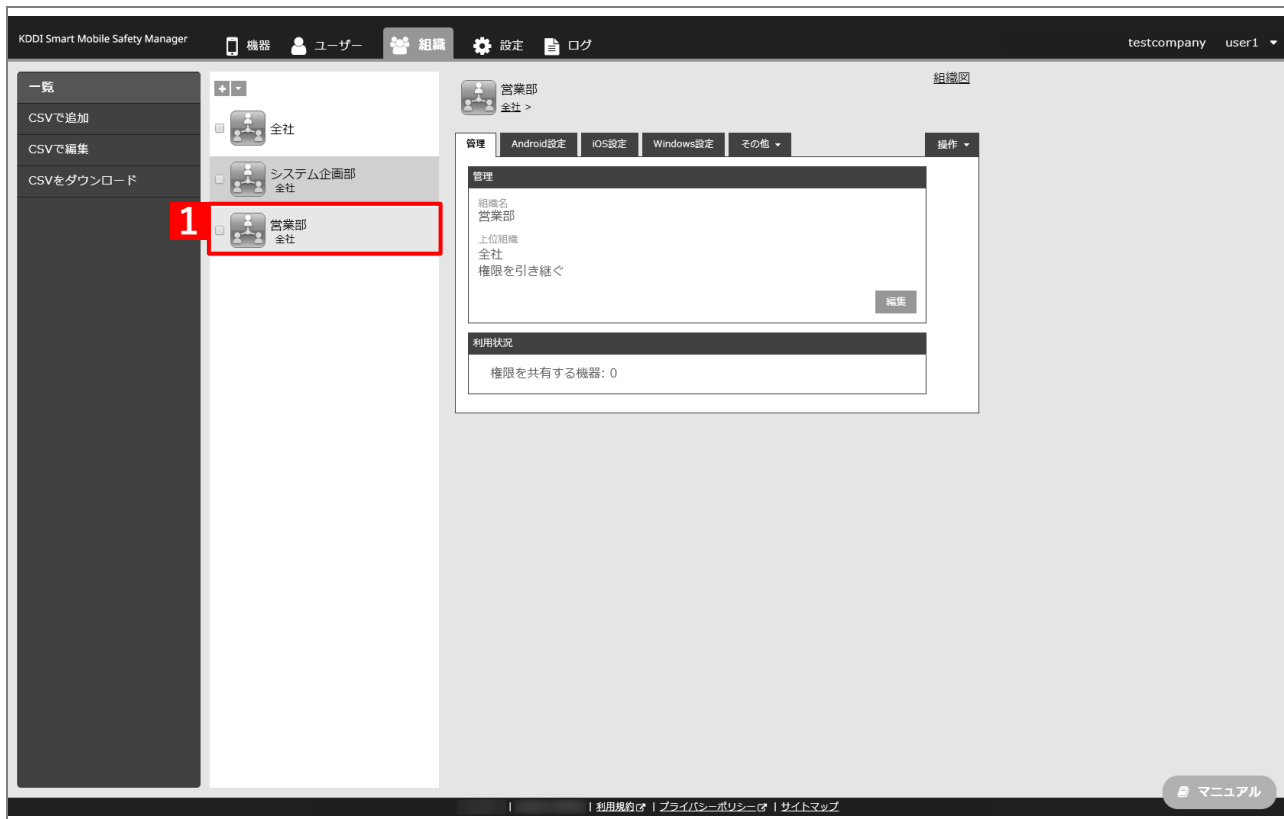 KDDI Smart Mobile Safety Manager
機器
ユーザー
組織
設定
ログ
testcompany user1
一覧
CSVで追加
CSVで編集
CSVをダウンロード
全社
システム企画部
全社
1
営業部
全社
営業部
全社 >
組織図
管理
Android設定
iOS設定
Windows設定
その他
操作
管理
組織名
営業部
上位組織
全社
権限を引き継ぐ
編集
利用状況
権限を共有する機器: 0
マニュアル
| | 利用規約 | プライバシーポリシー | サイトマップ